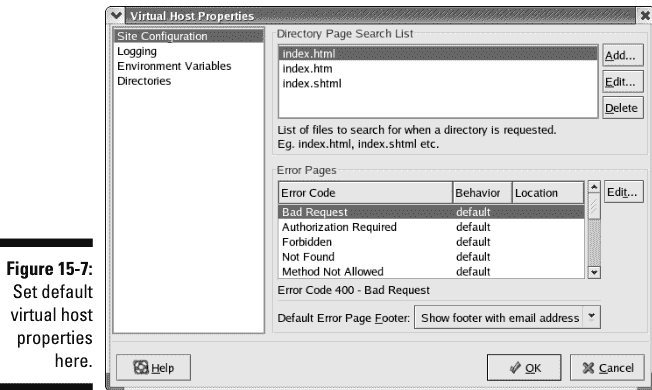 Virtual Host Properties
Site Configuration
Logging
Environment Variables
Directories
Directory Page Search List
index.html
index.htm
index.shtml
Add...
Edit...
Delete
List of files to search for when a directory is requested.
Eg. index.html, index.shtml etc.
Error Pages
Error Code Behavior Location
Bad Request default
Authorization Required default
Forbidden default
Not Found default
Method Not Allowed default
Edit...
Error Code 400 - Bad Request
Default Error Page Footer: Show footer with email address
Help
OK
Cancel
Figure 15-7:
Set default
virtual host
properties
here.